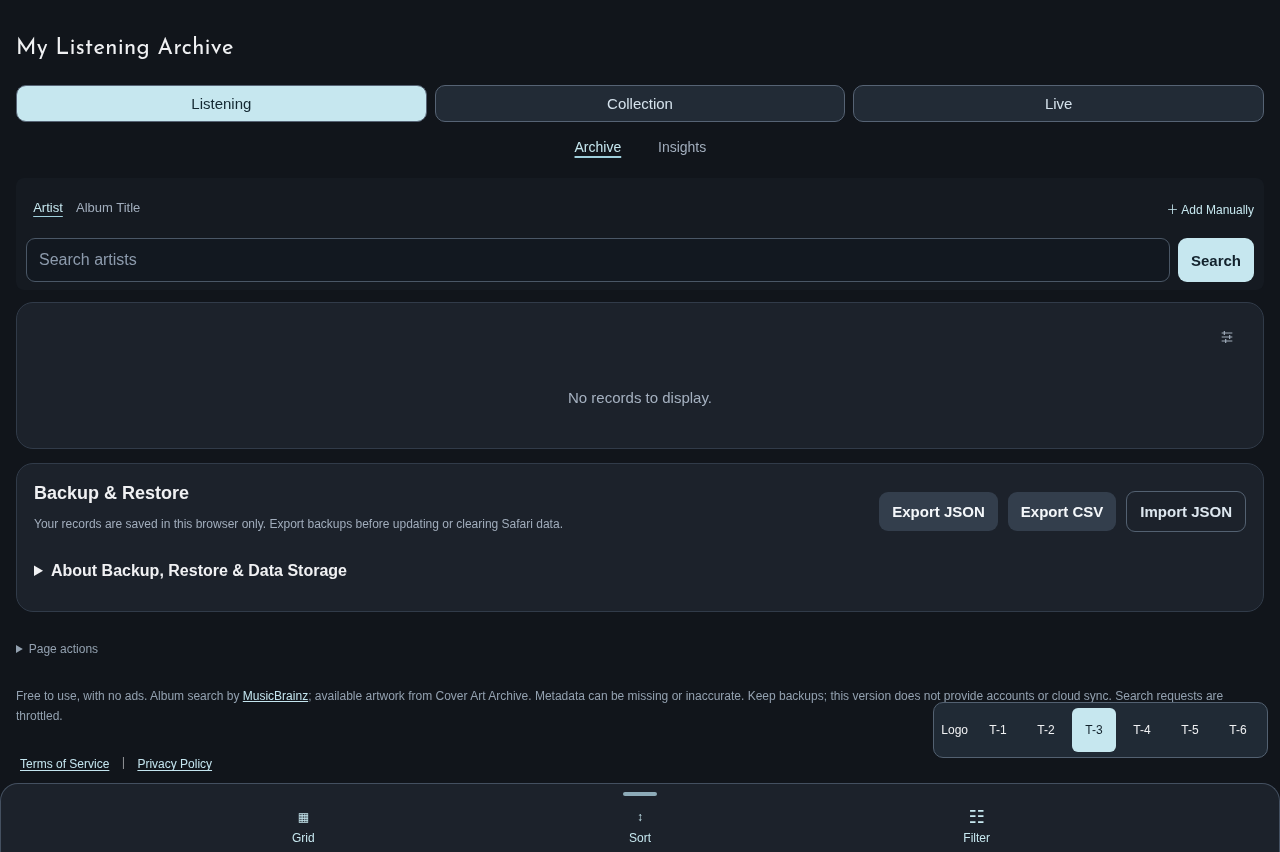 My Listening Archive
Listening
Collection
Live
Archive
Insights
Artist
Album Title
+ Add Manually
Search artists
Search
No records to display.
Backup & Restore
Your records are saved in this browser only. Export backups before updating or clearing Safari data.
Export JSON
Export CSV
Import JSON
About Backup, Restore & Data Storage
Page actions
Free to use, with no ads. Album search by MusicBrainz; available artwork from Cover Art Archive. Metadata can be missing or inaccurate. Keep backups; this version does not provide accounts or cloud sync. Search requests are
throttled.
Logo
T-1
T-2
T-3
T-4
T-5
T-6
Terms of Service
Privacy Policy
Grid
Sort
Filter